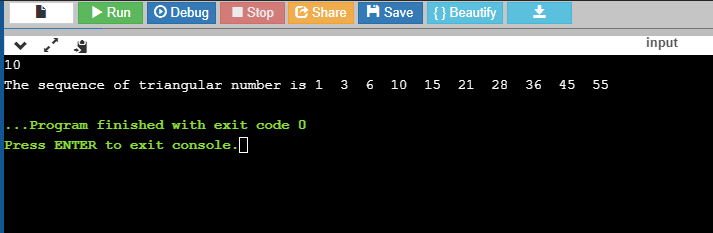 Run Debug Stop Share Save { } Beautify
input
10
The sequence of triangular number is 1 3 6 10 15 21 28 36 45 55
...Program finished with exit code 0
Press ENTER to exit console.